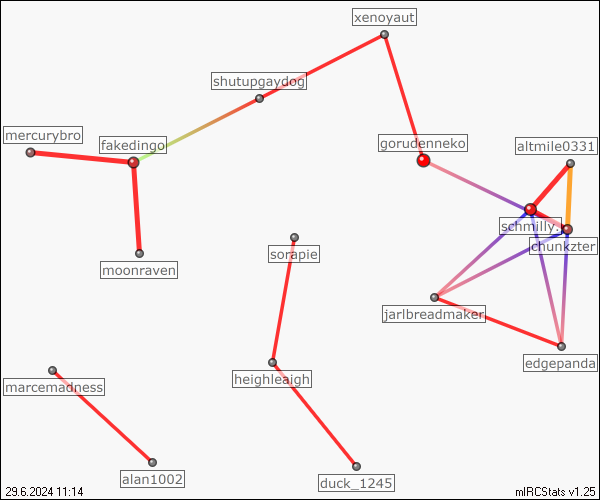 xenoyaut
shutupgaydog
mercurybro
fakedingo
gorudenneko
altmile0331
schmilly.
chunkzter
sorapie
moonraven
jarlbreadmaker
edgepanda
heighleaigh
marcemadness
alan1002
duck_1245
29.6.2024 11:14
mIRCStats v1.25